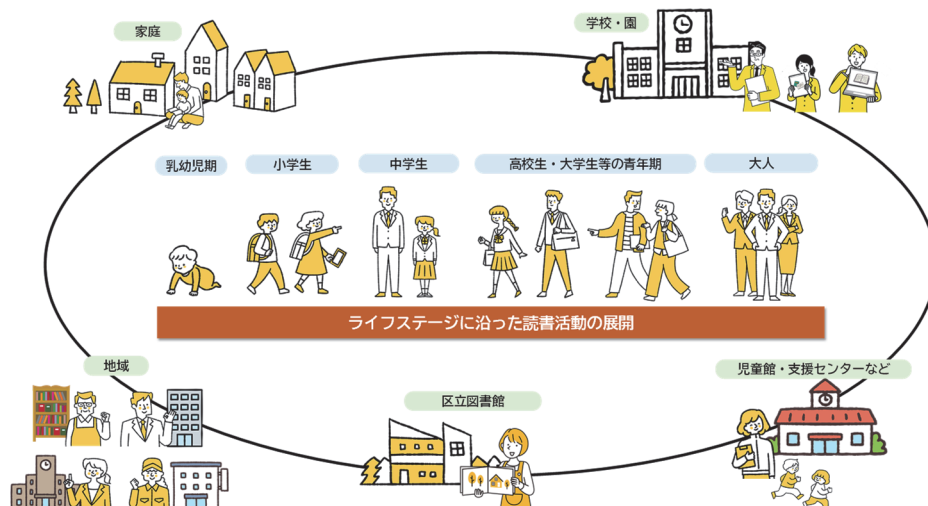 家庭
学校・園
乳幼児期
小学生
中学生
高校生・大学生等の青年期
大人
ライフステージに沿った読書活動の展開
地域
区立図書館
児童館・支援センターなど